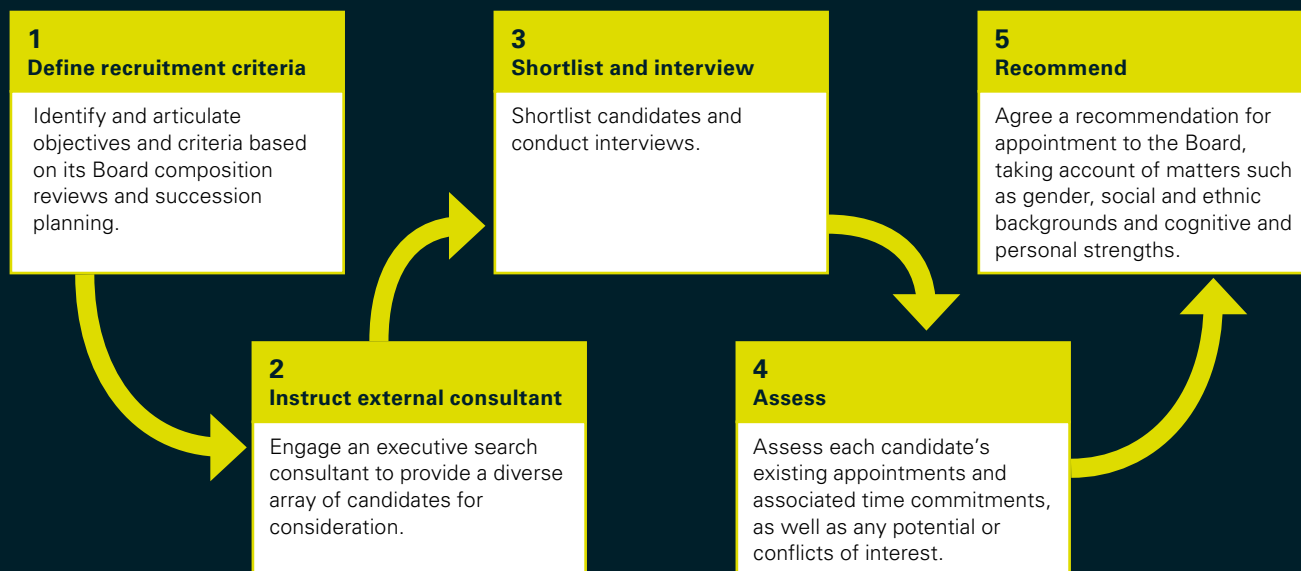 1
Define recruitment criteria
Identify and articulate
objectives and criteria based
on its Board composition
reviews and succession
planning.
2
Instruct external consultant
Engage an executive search
consultant to provide a diverse
array of candidates for
consideration.
3
Shortlist and interview
Shortlist candidates and
conduct interviews.
4
Assess
Assess each candidate’s
existing appointments and
associated time commitments,
as well as any potential or
conflicts of interest.
5
Recommend
Agree a recommendation for
appointment to the Board,
taking account of matters such
as gender, social and ethnic
backgrounds and cognitive and
personal strengths.